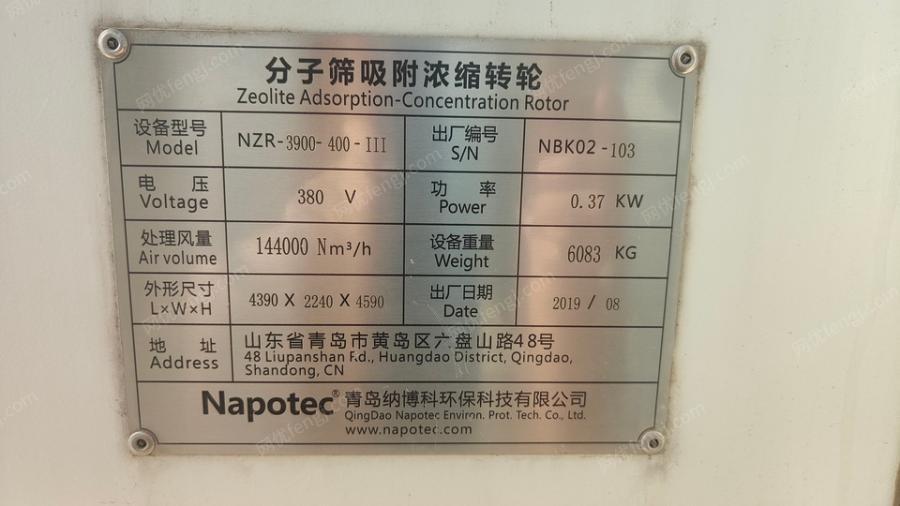 分子筛吸附浓缩转轮
Zeolite Adsorption-Concentration Rotor
设备型号 NZR-3900-400-III 出厂编号 NBK02-103
Model S/N
电 压 380 V 功 率 0.37 KW
Voltage Power
处理风量 144000 Nm³/h 设备重量 6083 KG
Air volume Weight
外形尺寸 4390 X 2240 X 4590 出厂日期 2019 / 08
L×W×H Date
地 址 山东省青岛市黄岛区六盘山路48号
Address 48 Liupanshan Rd., Huangdao District, Qingdao,
Shandong, CN
Napotec® 青岛纳博科环保科技有限公司
QingDao Napotec Environ. Prot. Tech. Co., Ltd.
www.napotec.com